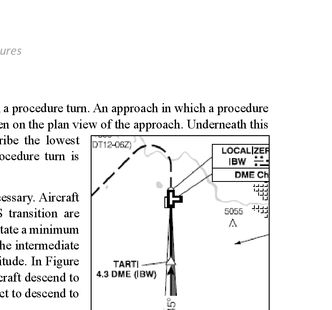 ures
a procedure turn. An approach in which a procedure
en on the plan view of the approach. Underneath this
ribe the lowest
ocedure turn is
essary. Aircraft
S transition are
tate a minimum
he intermediate
itude. In Figure
craft descend to
ct to descend to
DT12-06Z)
LOCALIZER
IBW
DME Ch
5055
TARTI
4.3 DME (IBW)